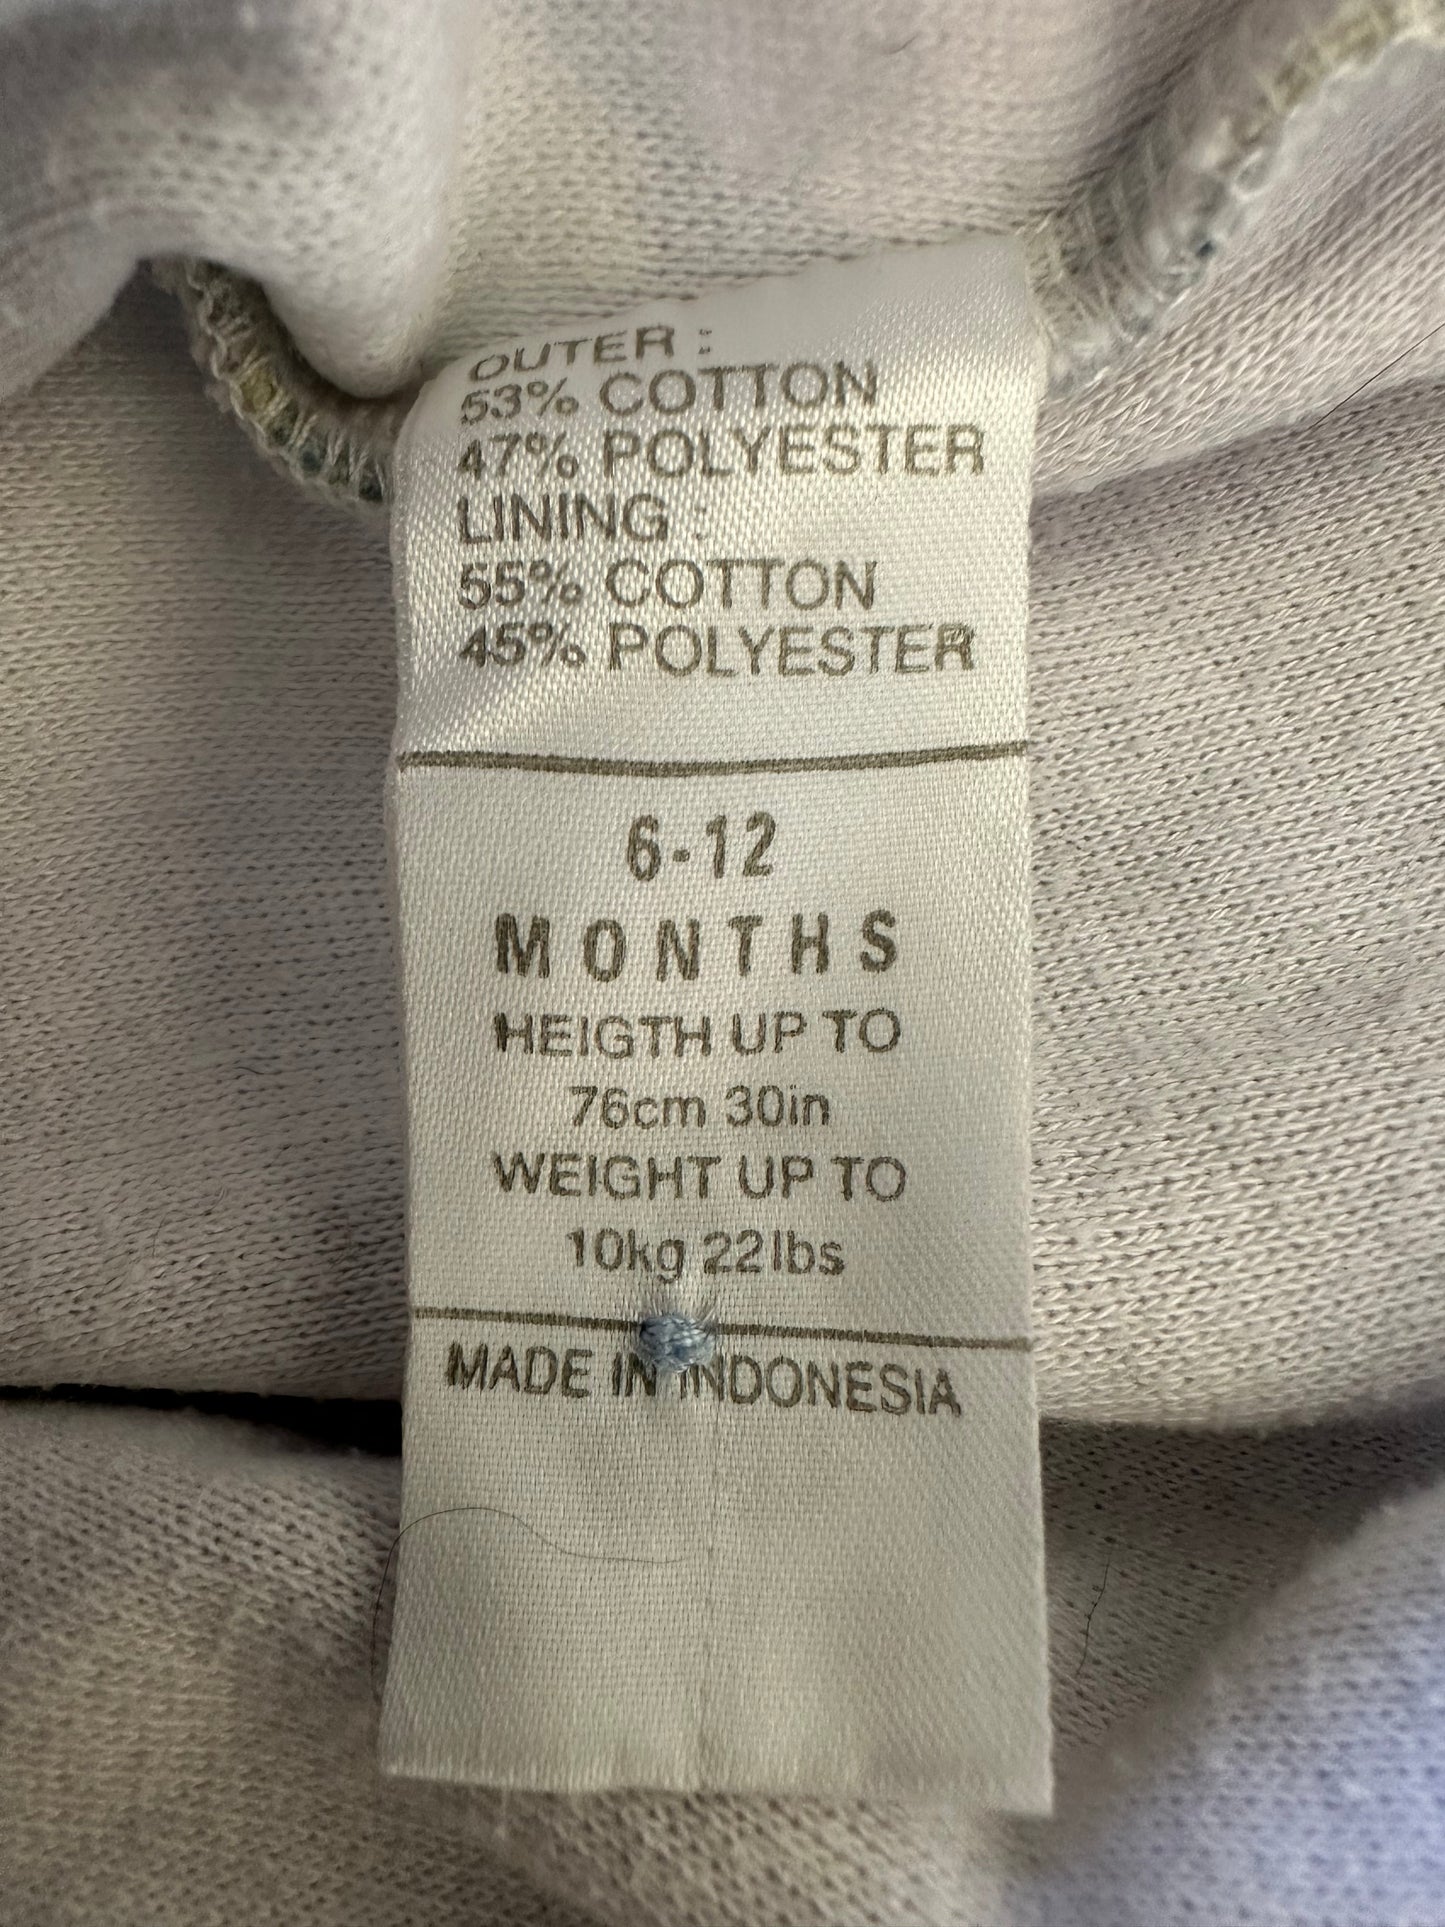 OUTER :
53% COTTON
47% POLYESTER
LINING :
55% COTTON
45% POLYESTER
6-12
MONTHS
HEIGTH UP TO
76cm 30in
WEIGHT UP TO
10kg 22lbs
MADE IN INDONESIA